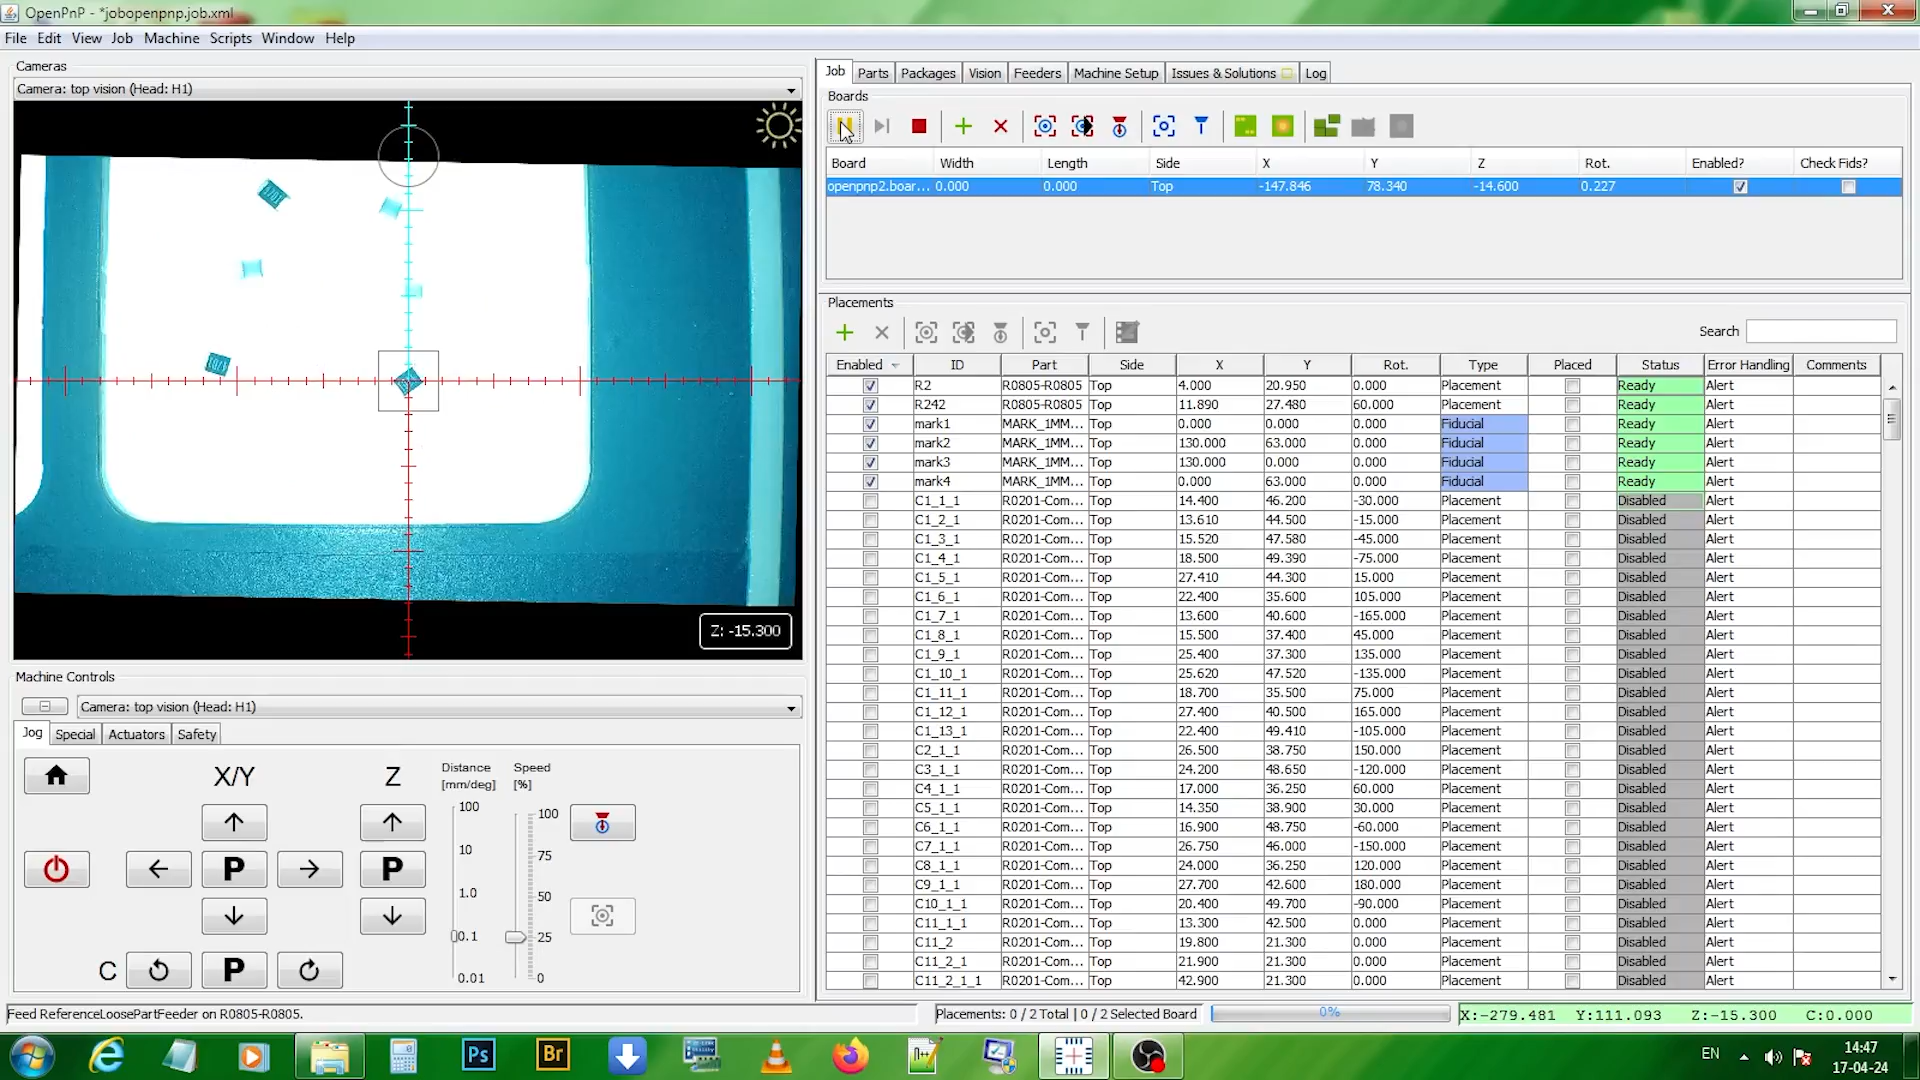 OpenPnP - *jobopenpnp.job.xml
File Edit View Job Machine Scripts Window Help
Cameras
Camera: top vision (Head: H1)
Z: -15.300
Machine Controls
Camera: top vision (Head: H1)
Jog Special Actuators Safety
X/Y Z Distance [mm/deg] Speed [%]
100 10 1.0 0.1 0.01
100 75 50 25 0
P P
C P
Feed ReferenceLoosePartFeeder on R0805-R0805.
Job Parts Packages Vision Feeders Machine Setup Issues & Solutions Log
Boards
Board Width Length Side X Y Z Rot. Enabled? Check Fids?
openpnp2.boar... 0.000 0.000 Top -147.846 78.340 -14.600 0.227
Placements
Search
Enabled ID Part Side X Y Rot. Type Placed Status Error Handling Comments
R2 R0805-R0805 Top 4.000 20.950 0.000 Placement Ready Alert
R242 R0805-R0805 Top 11.890 27.480 60.000 Placement Ready Alert
mark1 MARK_1MM... Top 0.000 0.000 0.000 Fiducial Ready Alert
mark2 MARK_1MM... Top 130.000 63.000 0.000 Fiducial Ready Alert
mark3 MARK_1MM... Top 130.000 0.000 0.000 Fiducial Ready Alert
mark4 MARK_1MM... Top 0.000 63.000 0.000 Fiducial Ready Alert
C1_1_1 R0201-Com... Top 14.400 46.200 -30.000 Placement Disabled Alert
C1_2_1 R0201-Com... Top 13.610 44.500 -15.000 Placement Disabled Alert
C1_3_1 R0201-Com... Top 15.520 47.580 -45.000 Placement Disabled Alert
C1_4_1 R0201-Com... Top 18.500 49.390 -75.000 Placement Disabled Alert
C1_5_1 R0201-Com... Top 27.410 44.300 15.000 Placement Disabled Alert
C1_6_1 R0201-Com... Top 22.400 35.600 105.000 Placement Disabled Alert
C1_7_1 R0201-Com... Top 13.600 40.600 -165.000 Placement Disabled Alert
C1_8_1 R0201-Com... Top 15.500 37.400 45.000 Placement Disabled Alert
C1_9_1 R0201-Com... Top 25.400 37.300 135.000 Placement Disabled Alert
C1_10_1 R0201-Com... Top 25.620 47.520 -135.000 Placement Disabled Alert
C1_11_1 R0201-Com... Top 18.700 35.500 75.000 Placement Disabled Alert
C1_12_1 R0201-Com... Top 27.400 40.500 165.000 Placement Disabled Alert
C1_13_1 R0201-Com... Top 22.400 49.410 -105.000 Placement Disabled Alert
C2_1_1 R0201-Com... Top 26.500 38.750 150.000 Placement Disabled Alert
C3_1_1 R0201-Com... Top 24.200 48.650 -120.000 Placement Disabled Alert
C4_1_1 R0201-Com... Top 17.000 36.250 60.000 Placement Disabled Alert
C5_1_1 R0201-Com... Top 14.350 38.900 30.000 Placement Disabled Alert
C6_1_1 R0201-Com... Top 16.900 48.750 -60.000 Placement Disabled Alert
C7_1_1 R0201-Com... Top 26.750 46.000 -150.000 Placement Disabled Alert
C8_1_1 R0201-Com... Top 24.000 36.250 120.000 Placement Disabled Alert
C9_1_1 R0201-Com... Top 27.700 42.600 180.000 Placement Disabled Alert
C10_1_1 R0201-Com... Top 20.400 49.700 -90.000 Placement Disabled Alert
C11_1_1 R0201-Com... Top 13.300 42.500 0.000 Placement Disabled Alert
C11_2 R0201-Com... Top 19.800 21.300 0.000 Placement Disabled Alert
C11_2_1 R0201-Com... Top 21.900 21.300 0.000 Placement Disabled Alert
C11_2_1_1 R0201-Com... Top 42.900 21.300 0.000 Placement Disabled Alert
Placements: 0 / 2 Total | 0 / 2 Selected Board 0% X:-279.481 Y:111.093 Z:-15.300 C:0.000
Ps Br EN 14:47
17-04-24